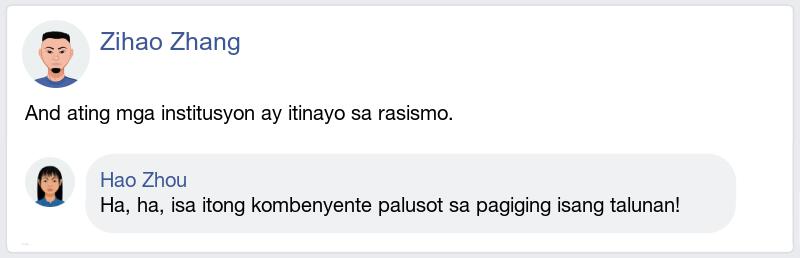 Zihao Zhang
And ating mga institusyon ay itinayo sa rasismo.
Hao Zhou
Ha, ha, isa itong kombenyente palusot sa pagiging isang talunan!